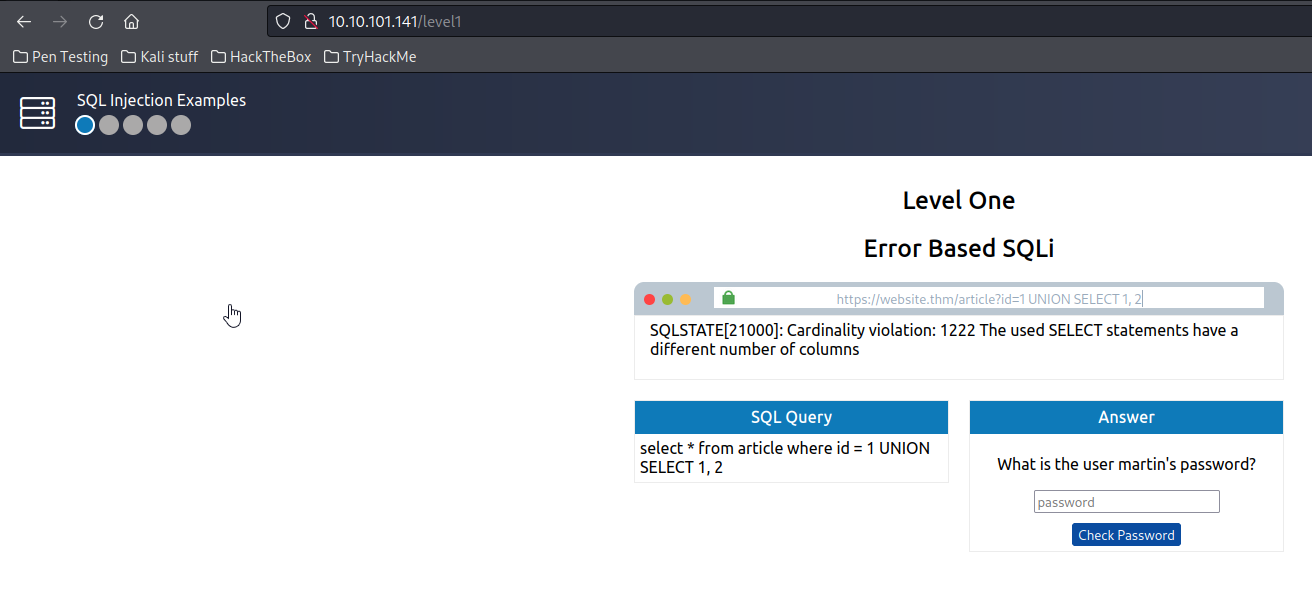 10.10.101.141/level1
Pen Testing Kali stuff HackTheBox TryHackMe
SQL Injection Examples
Level One
Error Based SQLi
https://website.thm/article?id=1 UNION SELECT 1, 2
SQLSTATE[21000]: Cardinality violation: 1222 The used SELECT statements have a
different number of columns
SQL Query
select * from article where id = 1 UNION
SELECT 1, 2
Answer
What is the user martin's password?
password
Check Password